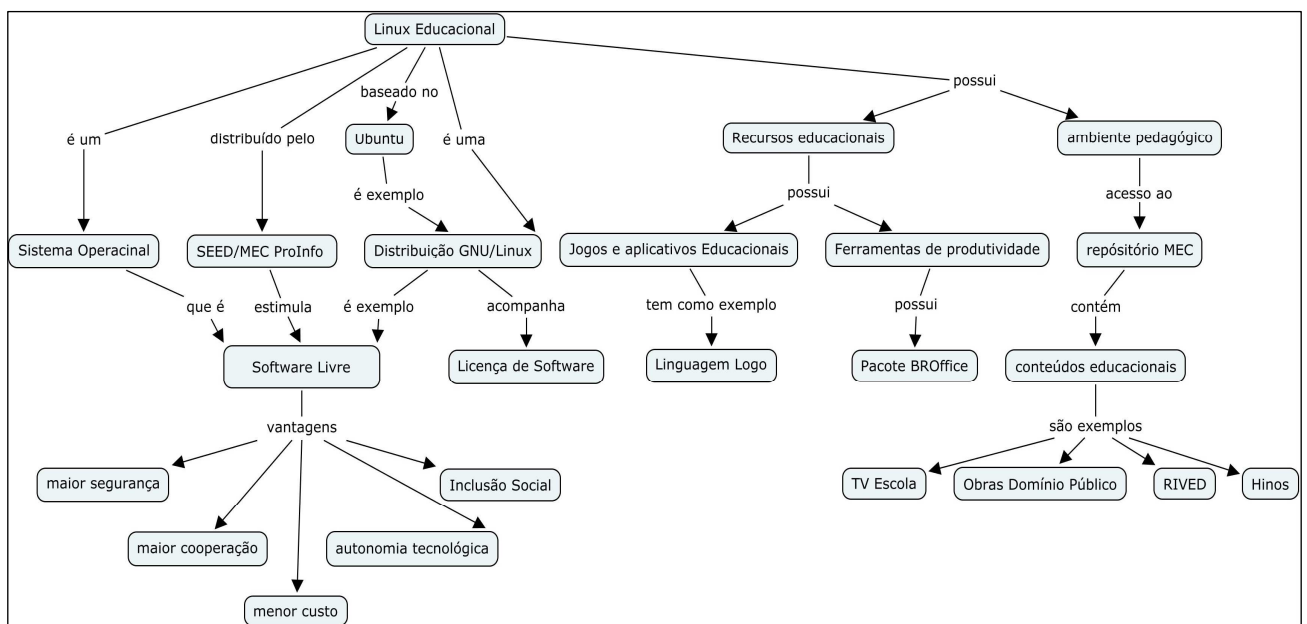 Linux Educacional
possui
baseado no
é um
distribuído pelo
Ubuntu
é uma
Recursos educacionais
ambiente pedagógico
é exemplo
possui
acesso ao
Sistema Operacinal
SEED/MEC ProInfo
Distribuição GNU/Linux
Jogos e aplicativos Educacionais
Ferramentas de produtividade
repósitório MEC
que é
estimula
é exemplo
acompanha
tem como exemplo
possui
contém
Software Livre
Licença de Software
Linguagem Logo
Pacote BROffice
conteúdos educacionais
vantagens
são exemplos
maior segurança
Inclusão Social
TV Escola
Obras Domínio Público
RIVED
Hinos
maior cooperação
autonomia tecnológica
menor custo